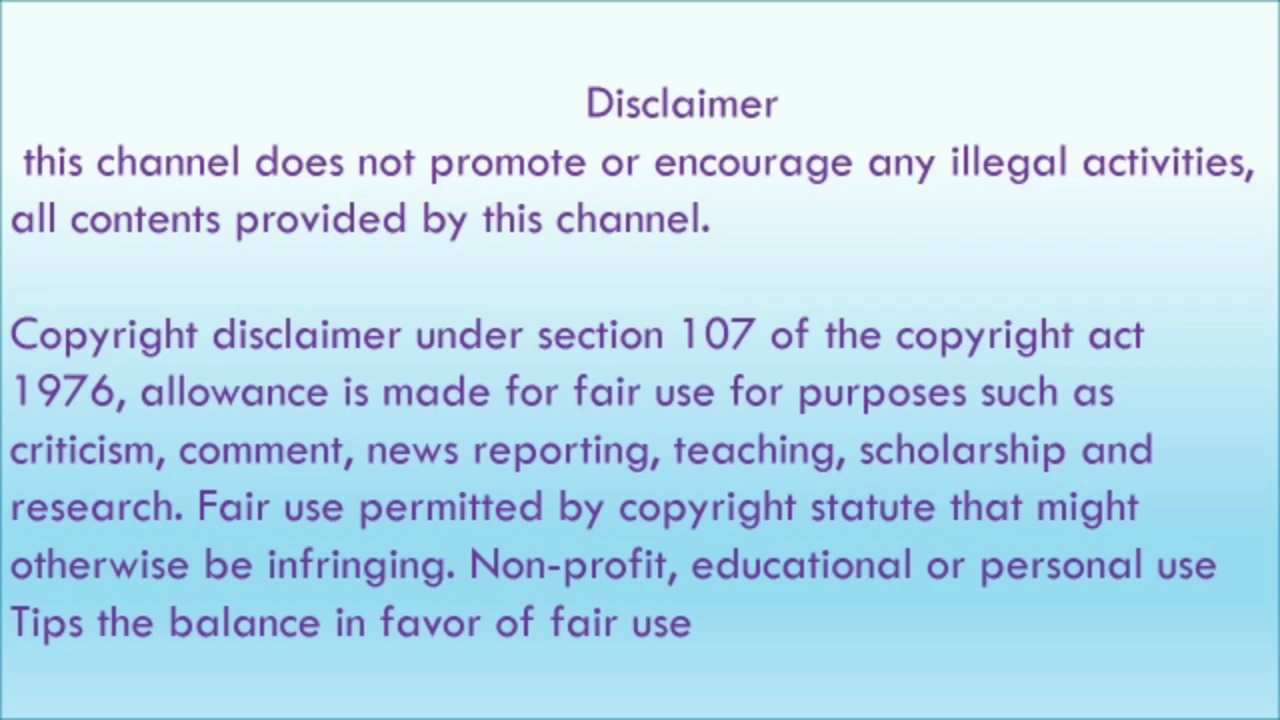 Disclaimer
this channel does not promote or encourage any illegal activities,
all contents provided by this channel.
Copyright disclaimer under section 107 of the copyright act
1976, allowance is made for fair use for purposes such as
criticism, comment, news reporting, teaching, scholarship and
research. Fair use permitted by copyright statute that might
otherwise be infringing. Non-profit, educational or personal use
Tips the balance in favor of fair use